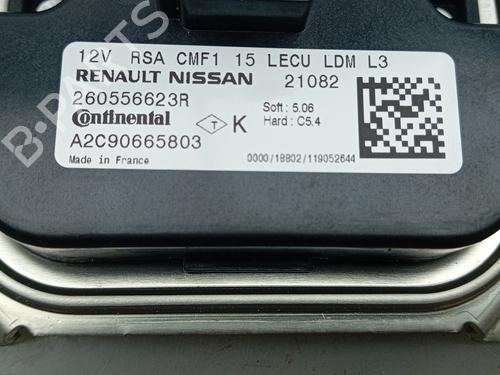 12V RSA CMF1 15 LECU LDM L3
RENAULT NISSAN 21082
260556623R
Soft : 5.06
Continental T K Hard : C5.4
A2C90665803
Made in France 0000/18802/119052644
B-PARTS